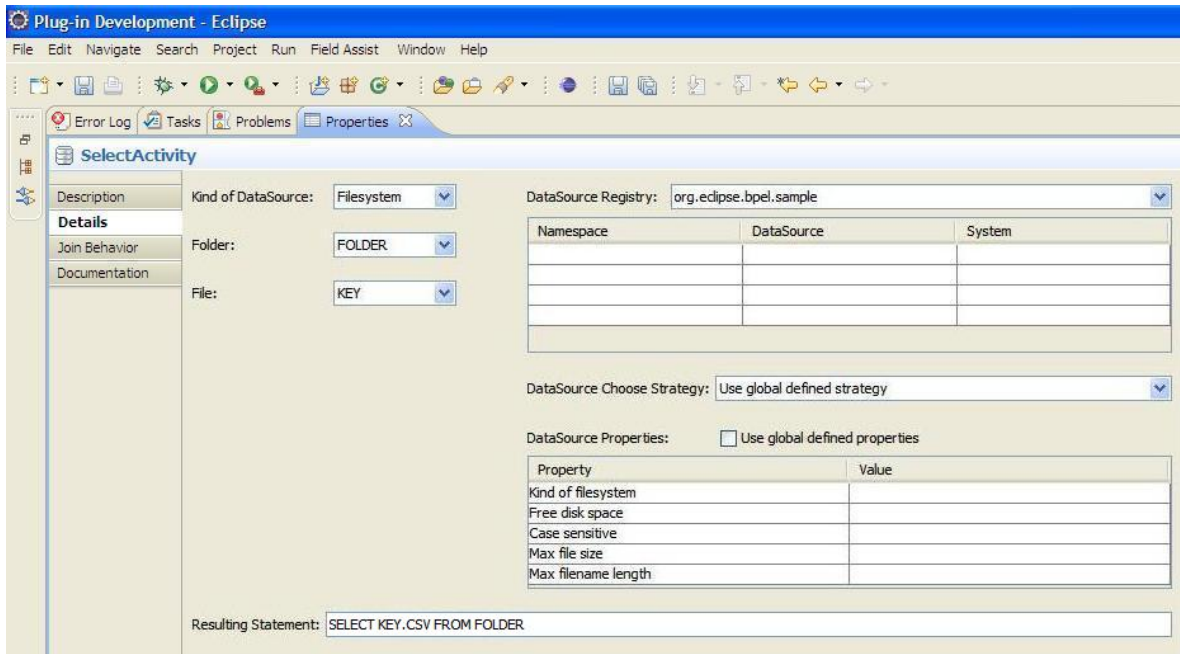 Plug-in Development - Eclipse
File Edit Navigate Search Project Run Field Assist Window Help
Error Log Tasks Problems Properties
SelectActivity
Description
Details
Join Behavior
Documentation
Kind of DataSource: Filesystem
Folder: FOLDER
File: KEY
DataSource Registry: org.eclipse.bpel.sample
Namespace DataSource System
DataSource Choose Strategy: Use global defined strategy
DataSource Properties: Use global defined properties
Property Value
Kind of filesystem
Free disk space
Case sensitive
Max file size
Max filename length
Resulting Statement: SELECT KEY.CSV FROM FOLDER